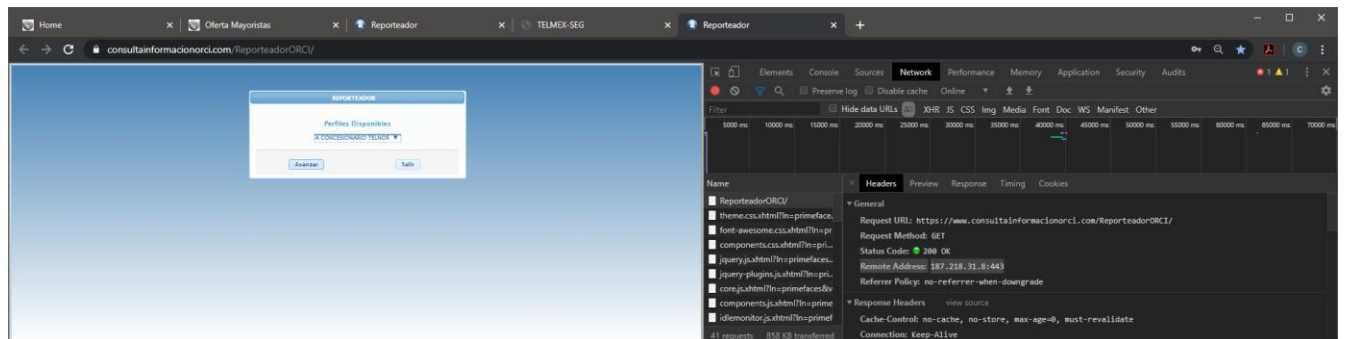 Home
Oferta Mayoristas
Reporteador
TELMEX-SEG
Reporteador
consultainformacionorci.com/ReporteadorORCI/
REPORTEADOR
Perfiles Disponibles
A CONCESIONARIO TELNOR
Avanzar Salir
Elements Console Sources Network Performance Memory Application Security Audits 1 1
Preserve log Disable cache Online
Filter Hide data URLs All XHR JS CSS Img Media Font Doc WS Manifest Other
5000 ms 10000 ms 15000 ms 20000 ms 25000 ms 30000 ms 35000 ms 40000 ms 45000 ms 50000 ms 55000 ms 60000 ms 65000 ms 70000 ms
Name
ReporteadorORCI/
theme.css.xhtml?ln=primeface...
font-awesome.css.xhtml?ln=pr
components.css.xhtml?ln=pri...
jquery.js.xhtml?ln=primefaces...
jquery-plugins.js.xhtml?ln=pri...
core.js.xhtml?ln=primefaces&v
components.js.xhtml?ln=prime
idlemonitor.js.xhtml?ln=primef
41 requests 858 KB transferred
Headers Preview Response Timing Cookies
General
Request URL: https://www.consultainformacionorci.com/ReporteadorORCI/
Request Method: GET
Status Code: 200 OK
Remote Address: 187.218.31.8:443
Referrer Policy: no-referrer-when-downgrade
Response Headers view source
Cache-Control: no-cache, no-store, max-age=0, must-revalidate
Connection: Keep-Alive